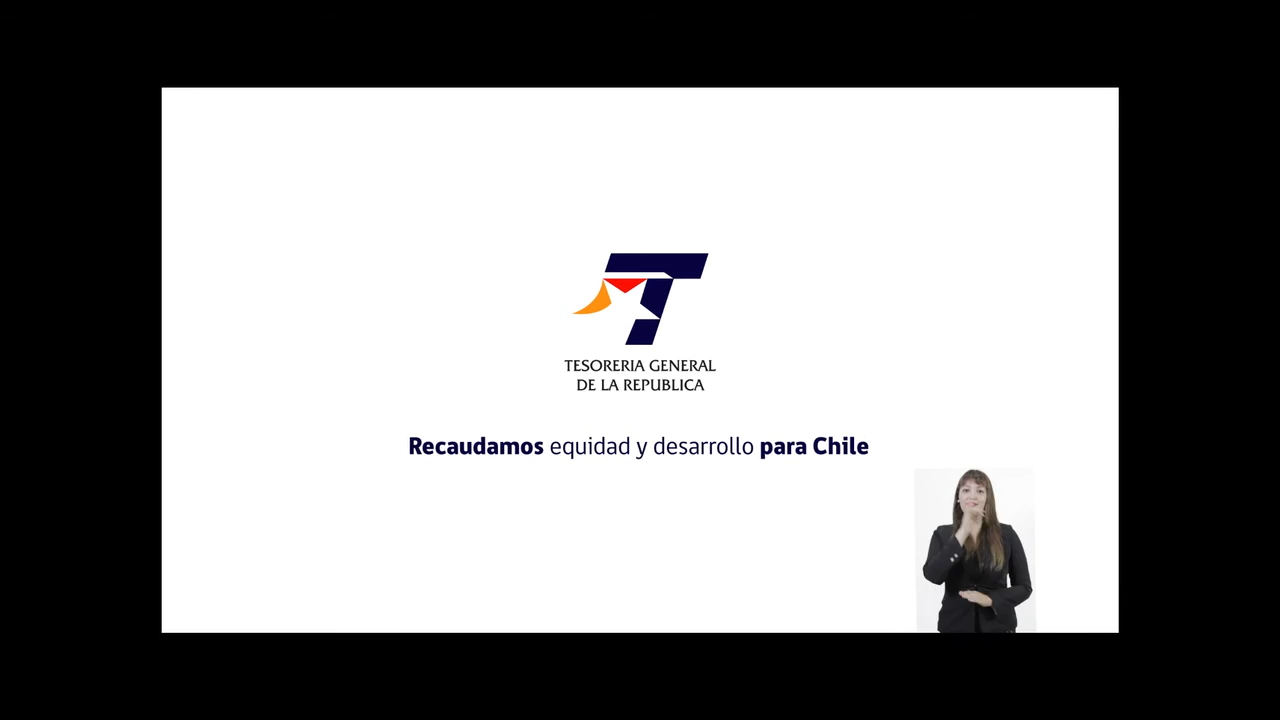 TESORERIA GENERAL
DE LA REPUBLICA
Recaudamos equidad y desarrollo para Chile